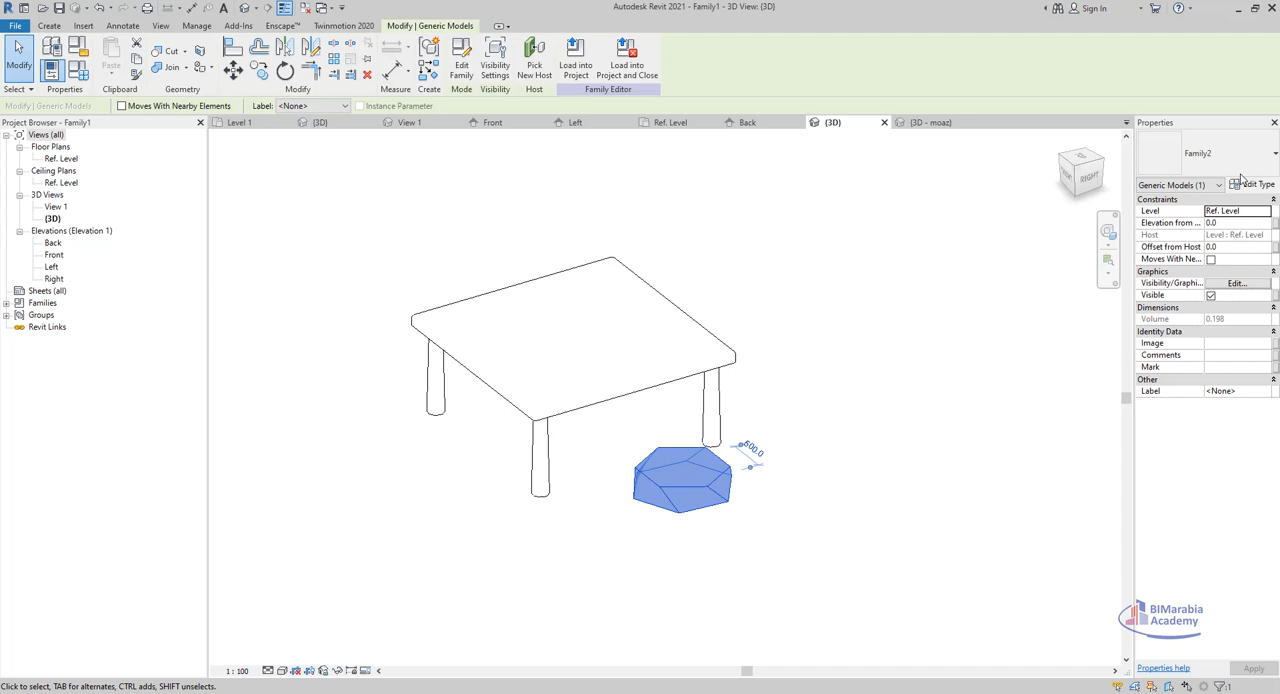 Autodesk Revit 2021 - Family1 - 3D View: {3D}
Sign In
File Create Insert Annotate View Manage Add-Ins Enscape™ Twinmotion 2020 Modify | Generic Models
Modify Paste Cut Join Edit Family Visibility Settings Pick New Host Load into Project Load into Project and Close
Select Properties Clipboard Geometry Modify Measure Create Mode Visibility Host Family Editor
Modify | Generic Models Moves With Nearby Elements Label: <None> Instance Parameter
Project Browser - Family1
Level 1 {3D} View 1 Front Left Ref. Level Back {3D} {3D - moaz}
Views (all)
Floor Plans
Ref. Level
Ceiling Plans
Ref. Level
3D Views
View 1
{3D}
Elevations (Elevation 1)
Back
Front
Left
Right
Sheets (all)
Families
Groups
Revit Links
RIGHT
500.0
Properties
Family2
Generic Models (1) Edit Type
Constraints
Level Ref. Level
Elevation from ... 0.0
Host Level : Ref. Level
Offset from Host 0.0
Moves With Ne...
Graphics
Visibility/Graphi... Edit...
Visible
Dimensions
Volume 0.198
Identity Data
Image
Comments
Mark
Other
Label <None>
BIMarabia
Academy
Properties help Apply
1 : 100
Click to select, TAB for alternates, CTRL adds, SHIFT unselects.
:1